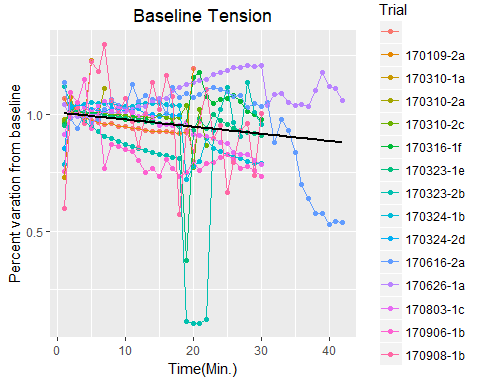 Baseline Tension
Percent varation from baseline
1.0
0.5
0
10
20
30
40
Time(Min.)
Trial
170109-2a
170310-1a
170310-2a
170310-2c
170316-1f
170323-1e
170323-2b
170324-1b
170324-2d
170616-2a
170626-1a
170803-1c
170906-1b
170908-1b